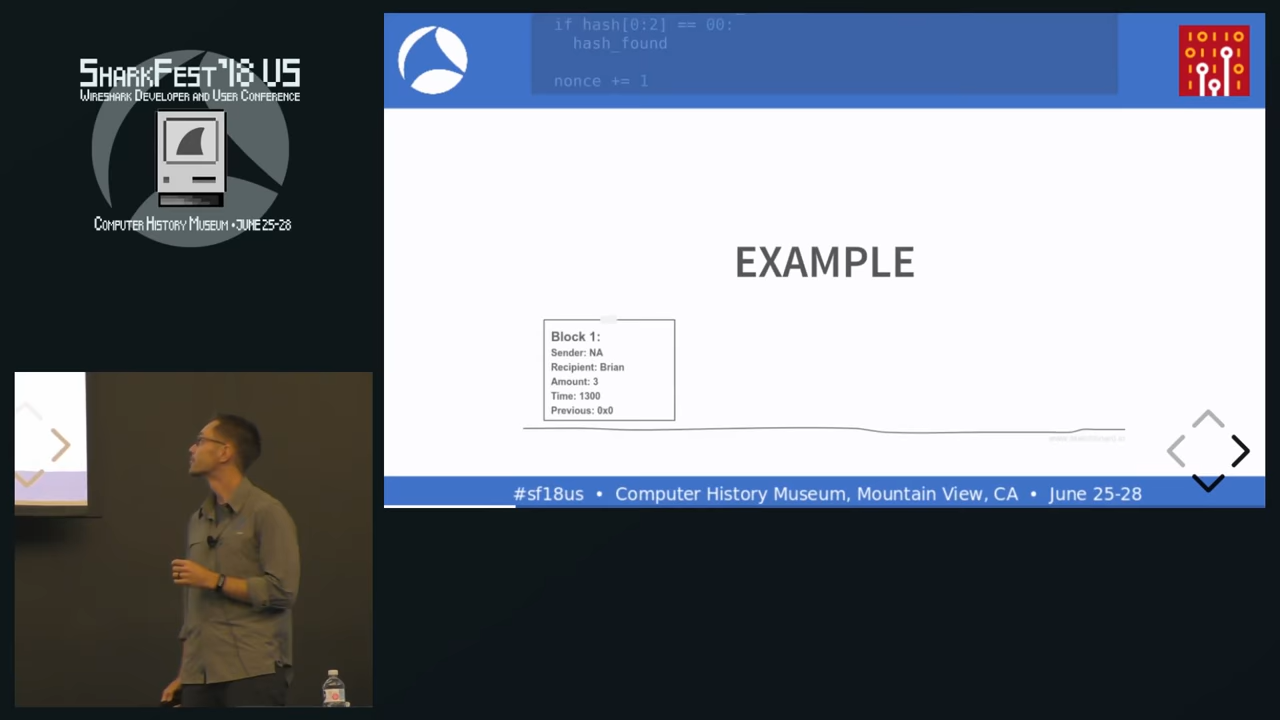 SHARKFEST'18 US
WIRESHARK DEVELOPER AND USER CONFERENCE
COMPUTER HISTORY MUSEUM • JUNE 25-28
if hash[0:2] == 00:
hash_found
nonce += 1
EXAMPLE
Block 1:
Sender: NA
Recipient: Brian
Amount: 3
Time: 1300
Previous: 0x0
#sf18us • Computer History Museum, Mountain View, CA • June 25-28